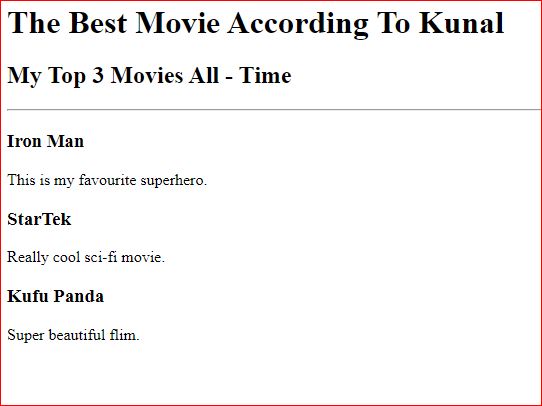 The Best Movie According To Kunal
My Top 3 Movies All - Time
Iron Man
This is my favourite superhero.
StarTek
Really cool sci-fi movie.
Kufu Panda
Super beautiful flim.